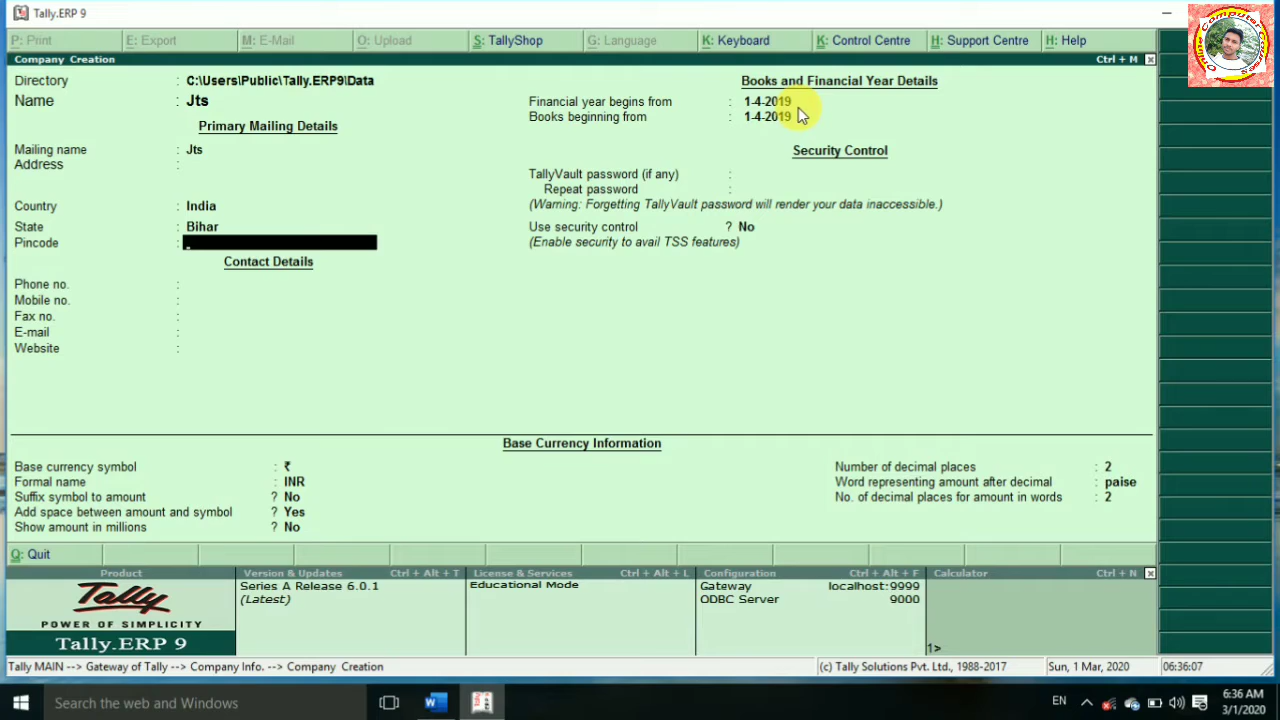 Tally.ERP 9
P: Print E: Export M: E-Mail O: Upload S: TallyShop G: Language K: Keyboard K: Control Centre H: Support Centre H: Help
Company Creation Ctrl + M
Directory : C:\Users\Public\Tally.ERP9\Data
Name : Jts
Primary Mailing Details
Mailing name : Jts
Address :
Country : India
State : Bihar
Pincode :
Contact Details
Phone no. :
Mobile no. :
Fax no. :
E-mail :
Website :
Books and Financial Year Details
Financial year begins from : 1-4-2019
Books beginning from : 1-4-2019
Security Control
TallyVault password (if any) :
Repeat password :
(Warning: Forgetting TallyVault password will render your data inaccessible.)
Use security control ? No
(Enable security to avail TSS features)
Base Currency Information
Base currency symbol : ₹
Formal name : INR
Suffix symbol to amount ? No
Add space between amount and symbol ? Yes
Show amount in millions ? No
Number of decimal places : 2
Word representing amount after decimal : paise
No. of decimal places for amount in words : 2
Q: Quit
Product
Tally
POWER OF SIMPLICITY
Tally.ERP 9
Version & Updates Ctrl + Alt + T
Series A Release 6.0.1
(Latest)
License & Services Ctrl + Alt + L
Educational Mode
Configuration Ctrl + Alt + F
Gateway localhost:9999
ODBC Server 9000
Calculator Ctrl + N
1>
Tally MAIN --> Gateway of Tally --> Company Info. --> Company Creation (c) Tally Solutions Pvt. Ltd., 1988-2017 Sun, 1 Mar, 2020 06:36:07
Search the web and Windows
EN
6:36 AM
3/1/2020